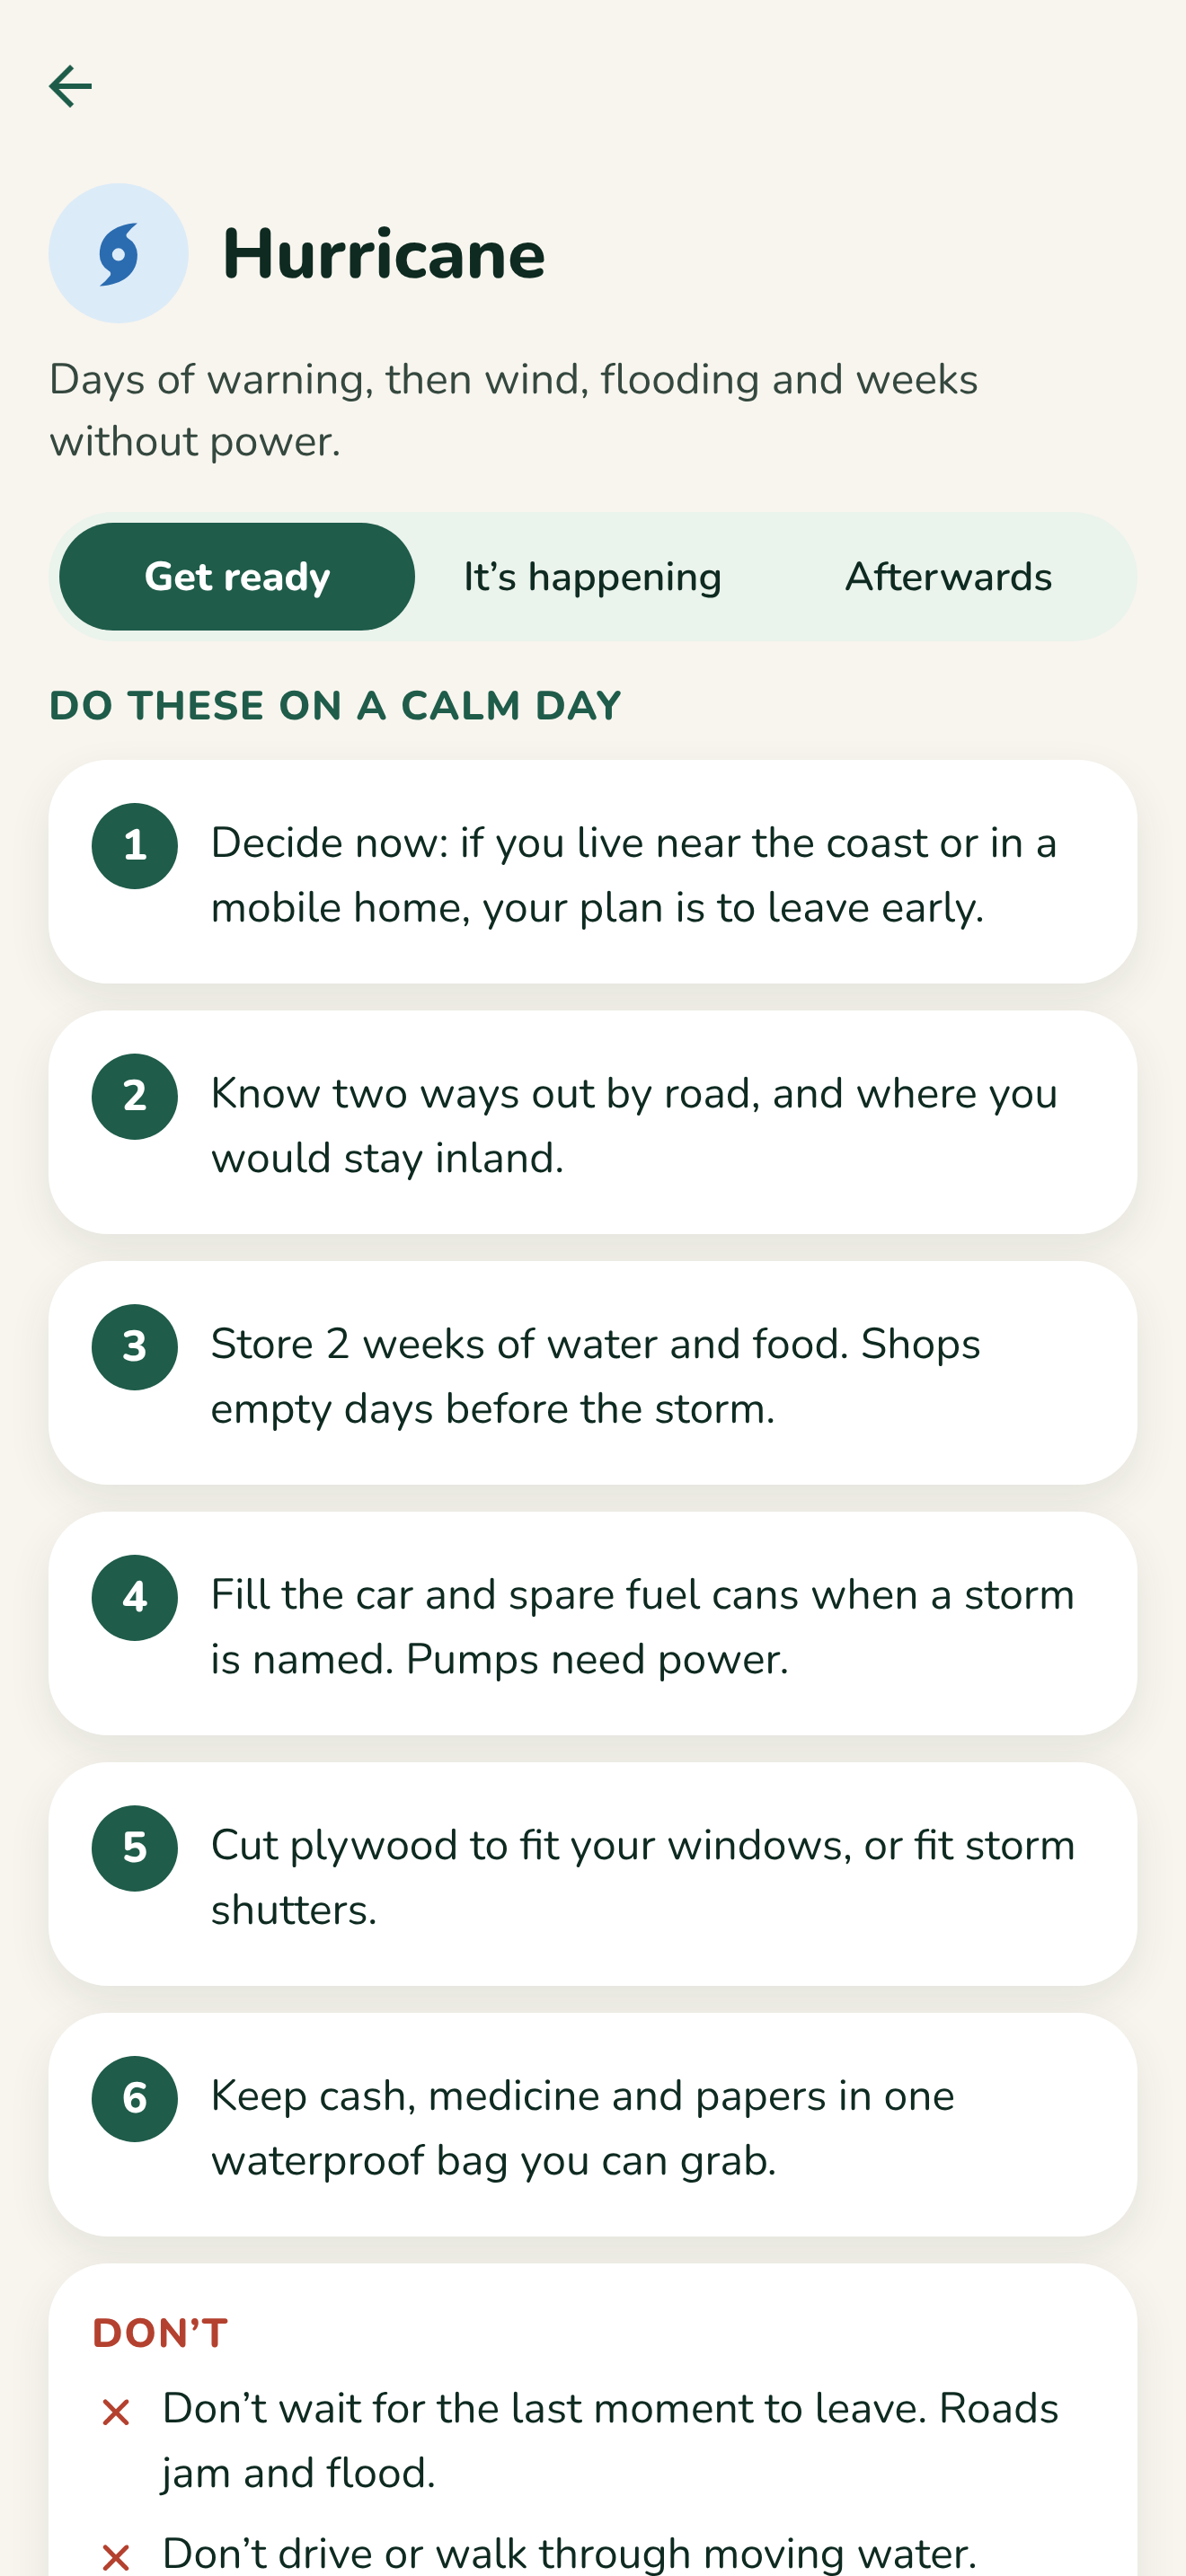 Hurricane
Days of warning, then wind, flooding and weeks
without power.
Get ready
It’s happening
Afterwards
DO THESE ON A CALM DAY
1
Decide now: if you live near the coast or in a
mobile home, your plan is to leave early.
2
Know two ways out by road, and where you
would stay inland.
3
Store 2 weeks of water and food. Shops
empty days before the storm.
4
Fill the car and spare fuel cans when a storm
is named. Pumps need power.
5
Cut plywood to fit your windows, or fit storm
shutters.
6
Keep cash, medicine and papers in one
waterproof bag you can grab.
DON’T
Don’t wait for the last moment to leave. Roads
jam and flood.
Don’t drive or walk through moving water.